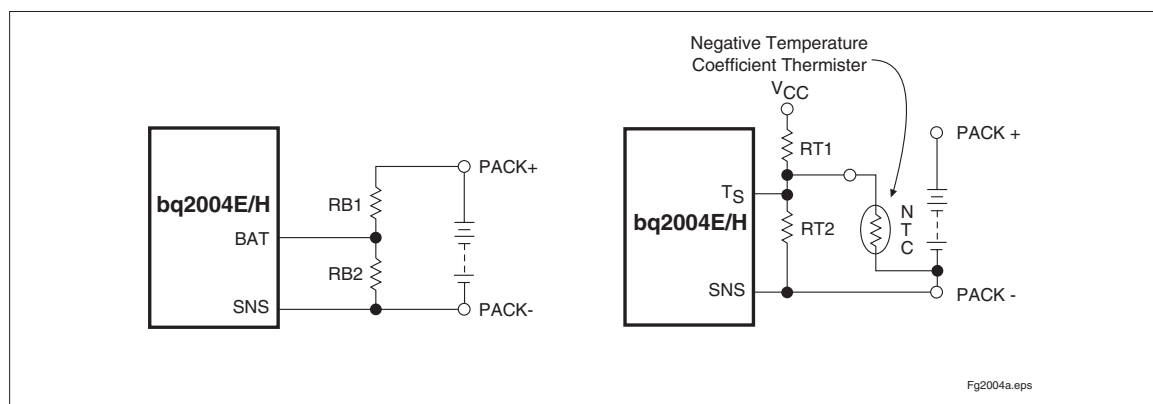 bq2004E/H
BAT
SNS
RB1
RB2
PACK+
PACK-
Negative Temperature
Coefficient Thermister
VCC
RT1
PACK +
TS
bq2004E/H
RT2
N
T
C
SNS
PACK -
Fg2004a.eps